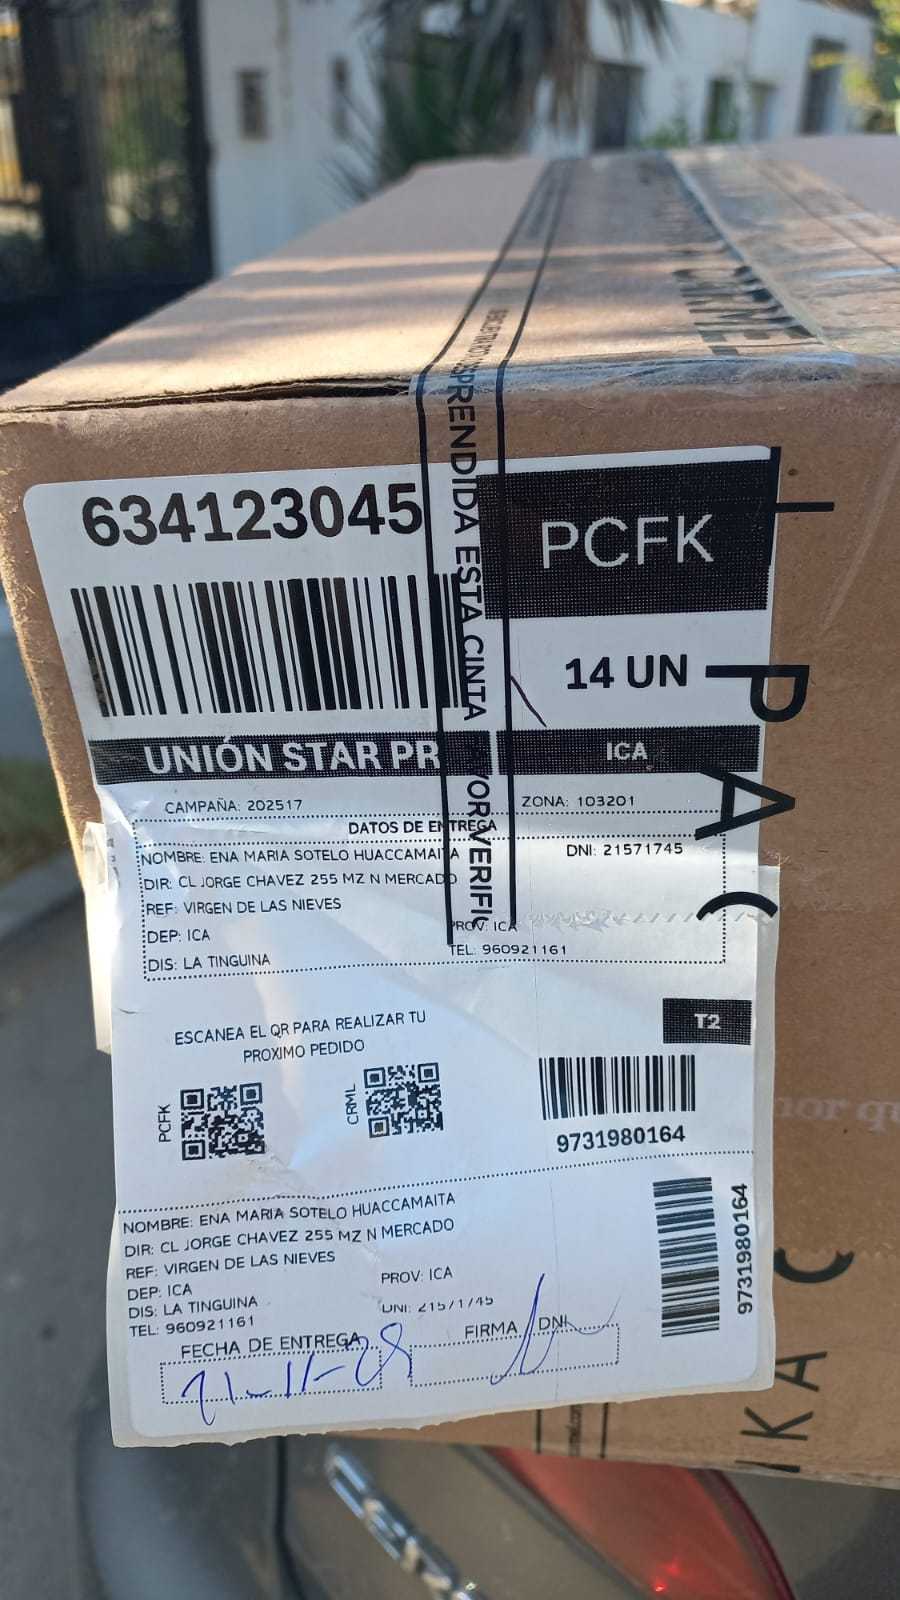 634123045
PCFK
14 UN
UNIÓN STAR PR
ICA
CAMPAÑA: 202517
ZONA: 103201
DATOS DE ENTREGA
NOMBRE: ENA MARIA SOTELO HUACCAMAITA
DNI: 21571745
DIR: CL JORGE CHAVEZ 255 MZ N MERCADO
REF: VIRGEN DE LAS NIEVES
DEP: ICA
PROV: ICA
DIS: LA TINGUINA
TEL: 960921161
ESCANEA EL QR PARA REALIZAR TU
PROXIMO PEDIDO
PCFK
CRML
T2
9731980164
NOMBRE: ENA MARIA SOTELO HUACCAMAITA
DIR: CL JORGE CHAVEZ 255 MZ N MERCADO
REF: VIRGEN DE LAS NIEVES
DEP: ICA
PROV: ICA
DIS: LA TINGUINA
DNI: 21571745
TEL: 960921161
FECHA DE ENTREGA
FIRMA / DNI
9731980164
ESTA CINTA